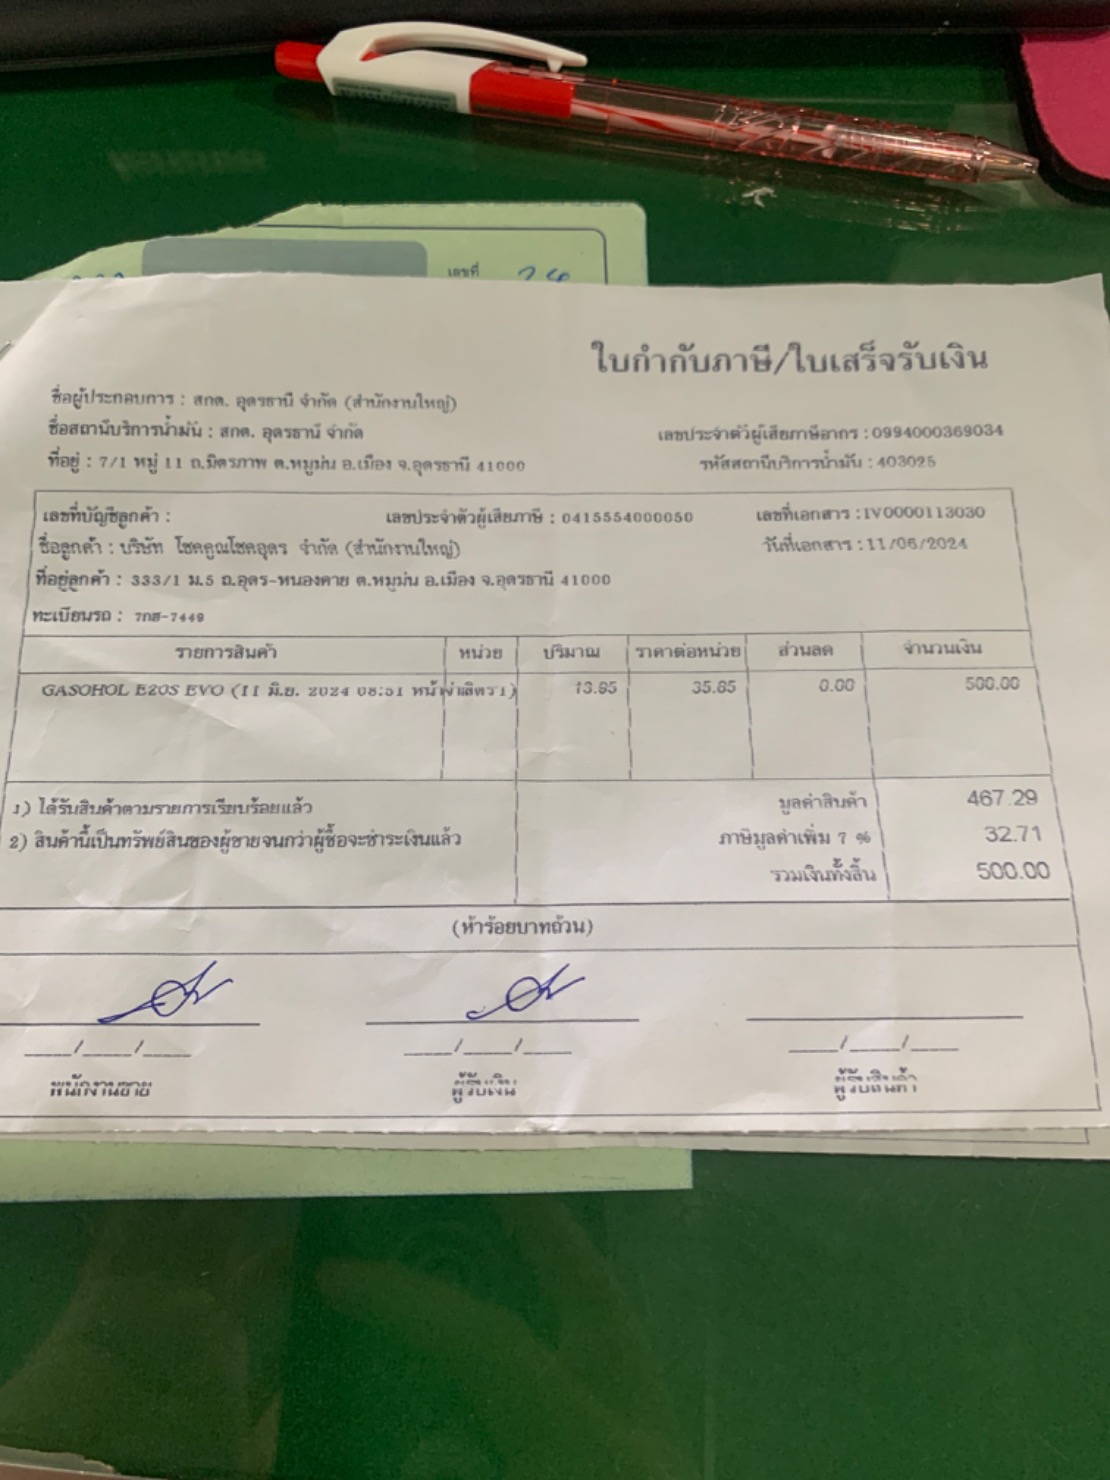 เลขที่
ใบกำกับภาษี/ใบเสร็จรับเงิน
ชื่อผู้ประกอบการ : สกต. อุดรธานี จำกัด (สำนักงานใหญ่)
ชื่อสถานีบริการน้ำมัน : สกต. อุดรธานี จำกัด เลขประจำตัวผู้เสียภาษีอากร : 0994000369034
ที่อยู่ : 7/1 หมู่ 11 ถ.มิตรภาพ ต.หมูม่น อ.เมือง จ.อุดรธานี 41000 รหัสสถานีบริการน้ำมัน : 403025
เลขที่บัญชีลูกค้า : เลขประจำตัวผู้เสียภาษี : 0415554000050 เลขที่เอกสาร : IV0000113030
ชื่อลูกค้า : บริษัท โชคคูณโชคอุดร จำกัด (สำนักงานใหญ่) วันที่เอกสาร : 11/06/2024
ที่อยู่ลูกค้า : 333/1 ม.5 ถ.อุดร-หนองคาย ต.หมูม่น อ.เมือง จ.อุดรธานี 41000
ทะเบียนรถ : 7กฮ-7449
รายการสินค้า หน่วย ปริมาณ ราคาต่อหน่วย ส่วนลด จำนวนเงิน
GASOHOL E20S EVO (11 มิ.ย. 2024 08:51 ลิตร 13.95 35.85 0.00 500.00
1) ได้รับสินค้าตามรายการเรียบร้อยแล้ว มูลค่าสินค้า 467.29
2) สินค้านี้เป็นทรัพย์สินของผู้ขายจนกว่าผู้ซื้อจะชำระเงินแล้ว ภาษีมูลค่าเพิ่ม 7 % 32.71
รวมเงินทั้งสิ้น 500.00
(ห้าร้อยบาทถ้วน)
____/____/____ ____/____/____ ____/____/____
พนักงานขาย ผู้รับเงิน ผู้รับสินค้า